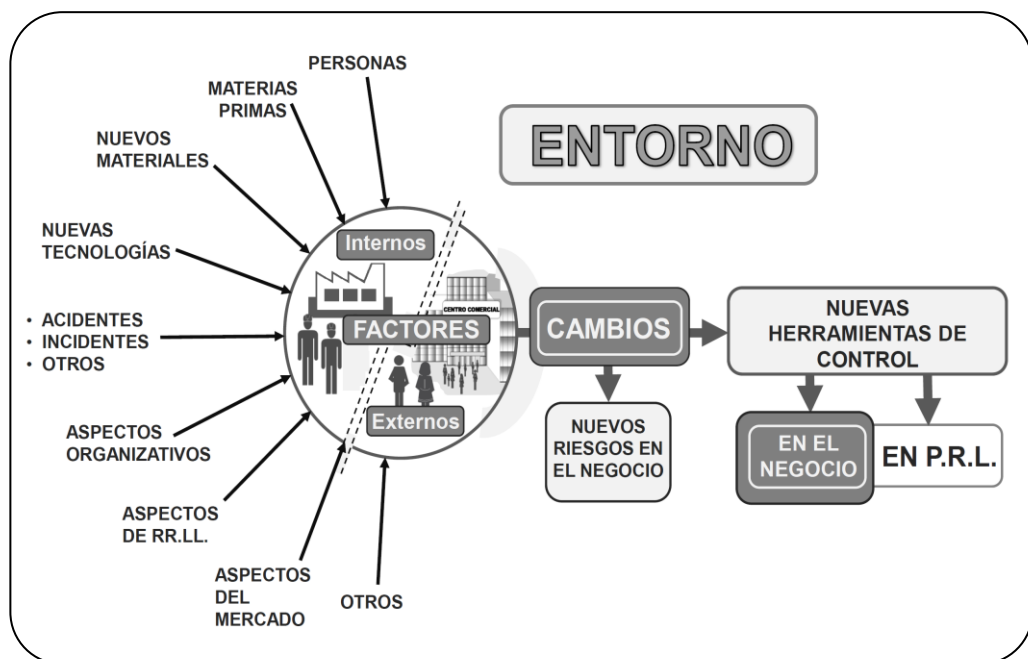 PERSONAS
MATERIAS
PRIMAS
NUEVOS
MATERIALES
NUEVAS
TECNOLOGÍAS
• ACIDENTES
• INCIDENTES
• OTROS
ASPECTOS
ORGANIZATIVOS
ASPECTOS
DE RR.LL.
ASPECTOS
DEL
MERCADO
OTROS
Internos
CENTRO COMERCIAL
FACTORES
Externos
ENTORNO
CAMBIOS
NUEVOS
RIESGOS EN
EL NEGOCIO
NUEVAS
HERRAMIENTAS DE
CONTROL
EN EL
NEGOCIO
EN P.R.L.